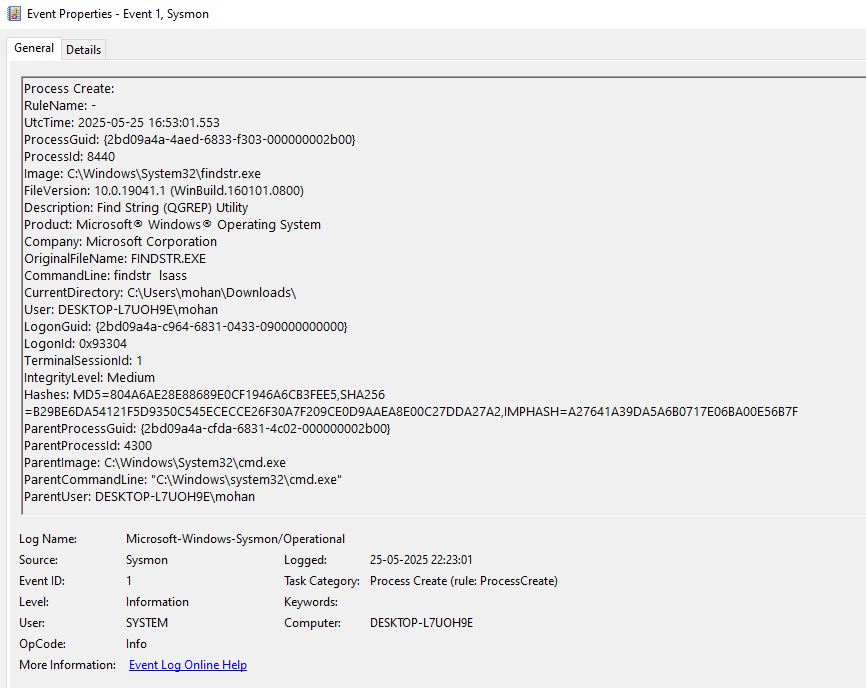 Event Properties - Event 1, Sysmon
General Details
Process Create:
RuleName: -
UtcTime: 2025-05-25 16:53:01.553
ProcessGuid: {2bd09a4a-4aed-6833-f303-000000002b00}
ProcessId: 8440
Image: C:\Windows\System32\findstr.exe
FileVersion: 10.0.19041.1 (WinBuild.160101.0800)
Description: Find String (QGREP) Utility
Product: Microsoft® Windows® Operating System
Company: Microsoft Corporation
OriginalFileName: FINDSTR.EXE
CommandLine: findstr  lsass
CurrentDirectory: C:\Users\mohan\Downloads\
User: DESKTOP-L7UOH9E\mohan
LogonGuid: {2bd09a4a-c964-6831-0433-090000000000}
LogonId: 0x93304
TerminalSessionId: 1
IntegrityLevel: Medium
Hashes: MD5=804A6AE28E88689E0CF1946A6CB3FEE5,SHA256
=B29BE6DA54121F5D9350C545ECECCE26F30A7F209CE0D9AAEA8E00C27DDA27A2,IMPHASH=A27641A39DA5A6B0717E06BA00E56B7F
ParentProcessGuid: {2bd09a4a-cfda-6831-4c02-000000002b00}
ParentProcessId: 4300
ParentImage: C:\Windows\System32\cmd.exe
ParentCommandLine: "C:\Windows\system32\cmd.exe"
ParentUser: DESKTOP-L7UOH9E\mohan
Log Name: Microsoft-Windows-Sysmon/Operational
Source: Sysmon Logged: 25-05-2025 22:23:01
Event ID: 1 Task Category: Process Create (rule: ProcessCreate)
Level: Information Keywords:
User: SYSTEM Computer: DESKTOP-L7UOH9E
OpCode: Info
More Information: Event Log Online Help